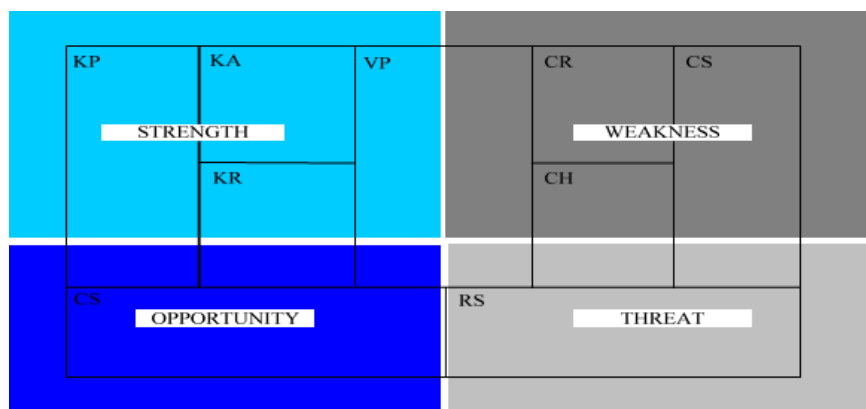 KP
KA
VP
CR
CS
STRENGTH
WEAKNESS
KR
CH
CS
RS
OPPORTUNITY
THREAT